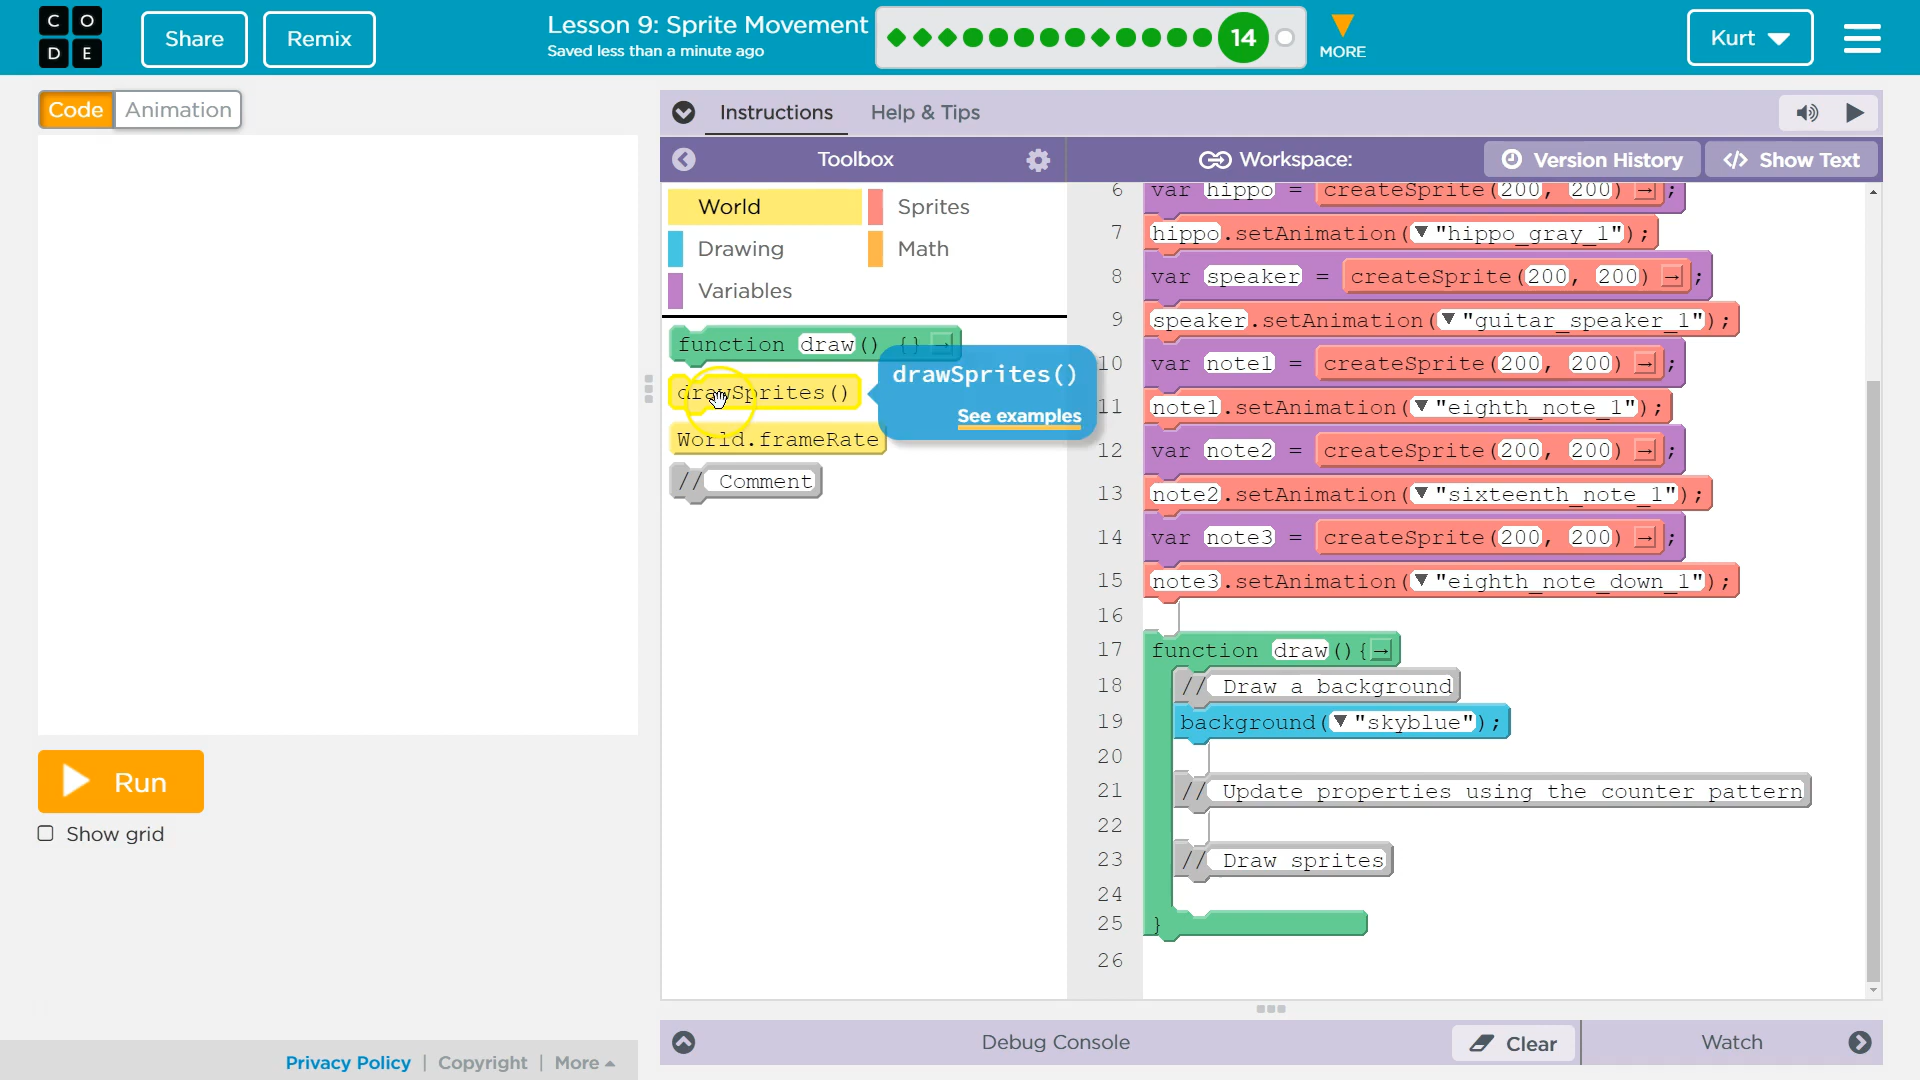 CODE
Share
Remix
Lesson 9: Sprite Movement
Saved less than a minute ago
14
MORE
Kurt
Code
Animation
Instructions
Help & Tips
Toolbox
Workspace:
Version History
</> Show Text
World
Sprites
Drawing
Math
Variables
function draw() {}
drawSprites()
World.frameRate
// Comment
drawSprites()
See examples
6 var hippo = createSprite(200, 200);
7 hippo.setAnimation("hippo_gray_1");
8 var speaker = createSprite(200, 200);
9 speaker.setAnimation("guitar_speaker_1");
10 var note1 = createSprite(200, 200);
11 note1.setAnimation("eighth_note_1");
12 var note2 = createSprite(200, 200);
13 note2.setAnimation("sixteenth_note_1");
14 var note3 = createSprite(200, 200);
15 note3.setAnimation("eighth_note_down_1");
16
17 function draw(){
18 // Draw a background
19 background("skyblue");
20
21 // Update properties using the counter pattern
22
23 // Draw sprites
24
25 }
26
Run
Show grid
Debug Console
Clear
Watch
Privacy Policy | Copyright | More